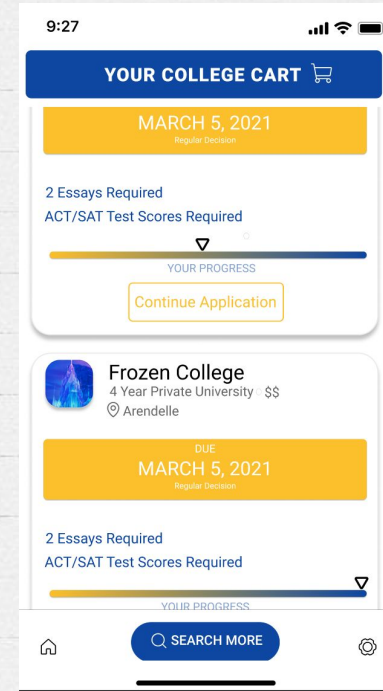 9:27
YOUR COLLEGE CART
MARCH 5, 2021
Regular Decision
2 Essays Required
ACT/SAT Test Scores Required
YOUR PROGRESS
Continue Application
Frozen College
4 Year Private University $$
Arendelle
DUE
MARCH 5, 2021
Regular Decision
2 Essays Required
ACT/SAT Test Scores Required
YOUR PROGRESS
SEARCH MORE